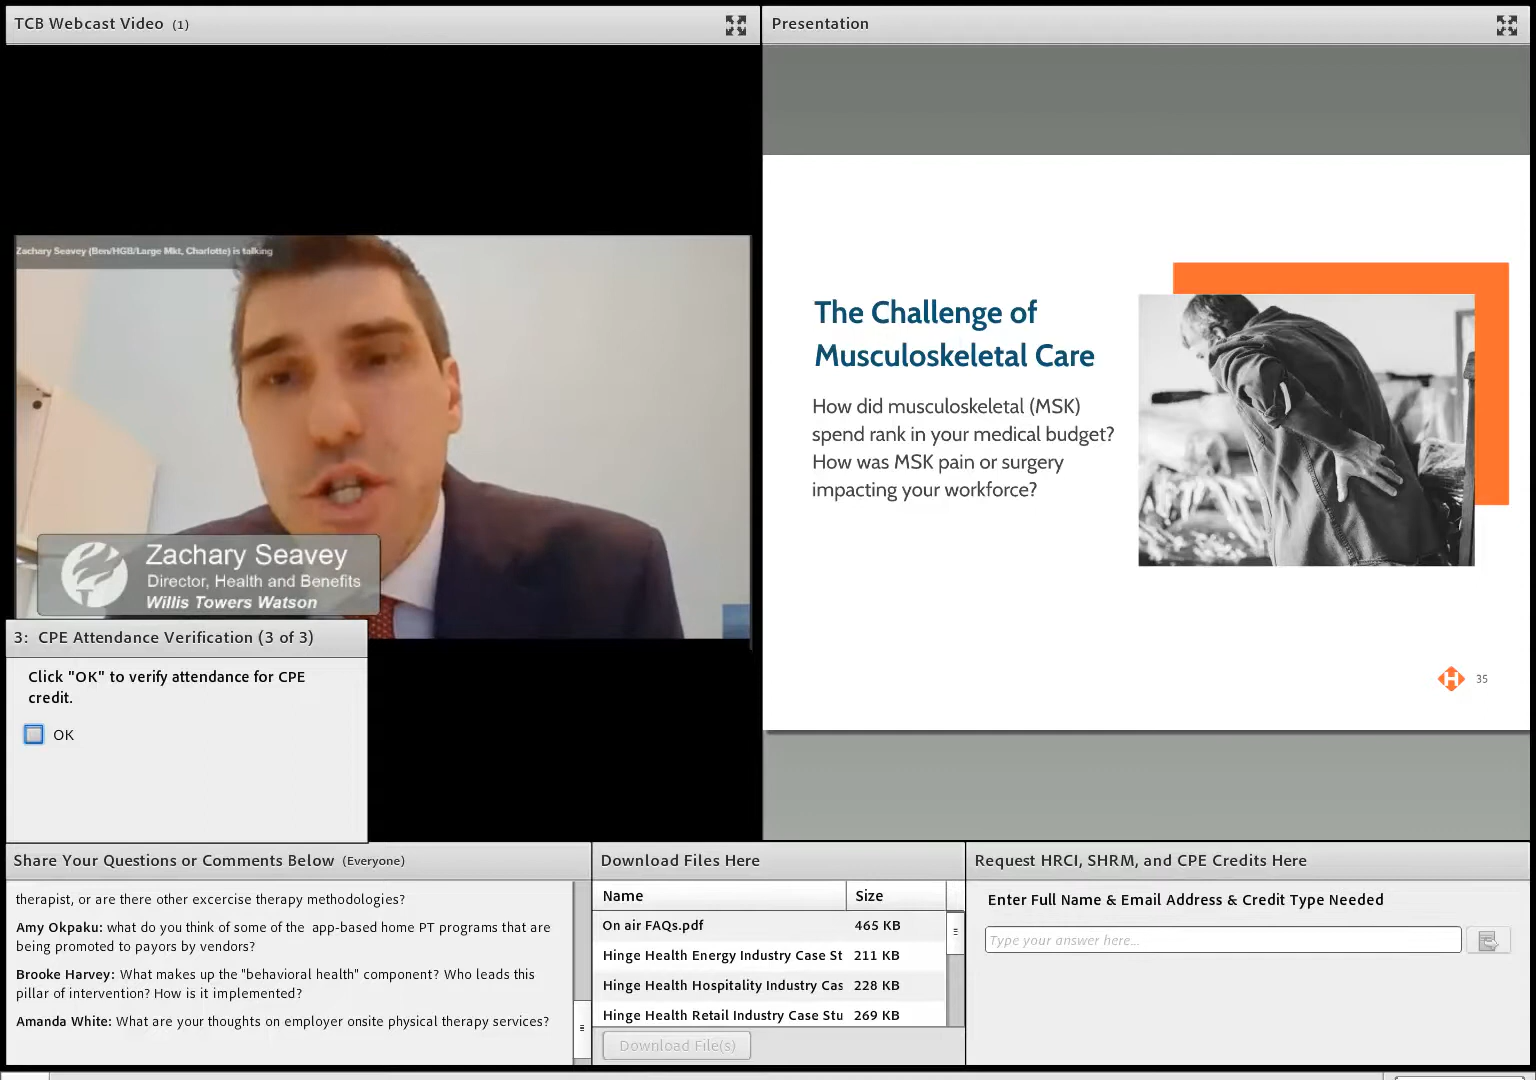 TCB Webcast Video (1)
Presentation
Zachary Seavey (Ben/HGB/Large Mkt, Charlotte) is talking
Zachary Seavey
Director, Health and Benefits
Willis Towers Watson
The Challenge of
Musculoskeletal Care
How did musculoskeletal (MSK)
spend rank in your medical budget?
How was MSK pain or surgery
impacting your workforce?
H 35
3: CPE Attendance Verification (3 of 3)
Click "OK" to verify attendance for CPE
credit.
OK
Share Your Questions or Comments Below (Everyone)
therapist, or are there other excercise therapy methodologies?
Amy Okpaku: what do you think of some of the app-based home PT programs that are
being promoted to payors by vendors?
Brooke Harvey: What makes up the "behavioral health" component? Who leads this
pillar of intervention? How is it implemented?
Amanda White: What are your thoughts on employer onsite physical therapy services?
Download Files Here
Name Size
On air FAQs.pdf 465 KB
Hinge Health Energy Industry Case St 211 KB
Hinge Health Hospitality Industry Cas 228 KB
Hinge Health Retail Industry Case Stu 269 KB
Download File(s)
Request HRCI, SHRM, and CPE Credits Here
Enter Full Name & Email Address & Credit Type Needed
Type your answer here...